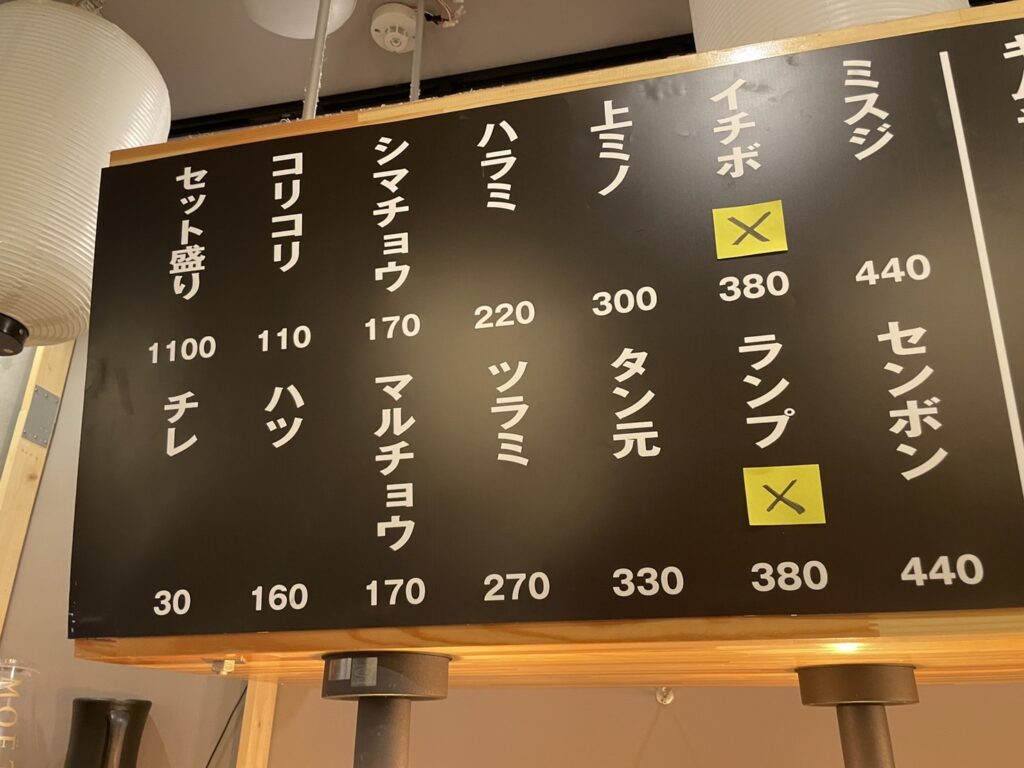 ミスジ
440
イチボ
×
380
上ミノ
300
ハラミ
220
シマチョウ
170
コリコリ
110
セット盛り
1100
センボン
440
ランプ
×
380
タン元
330
ツラミ
270
マルチョウ
170
ハツ
160
チレ
30